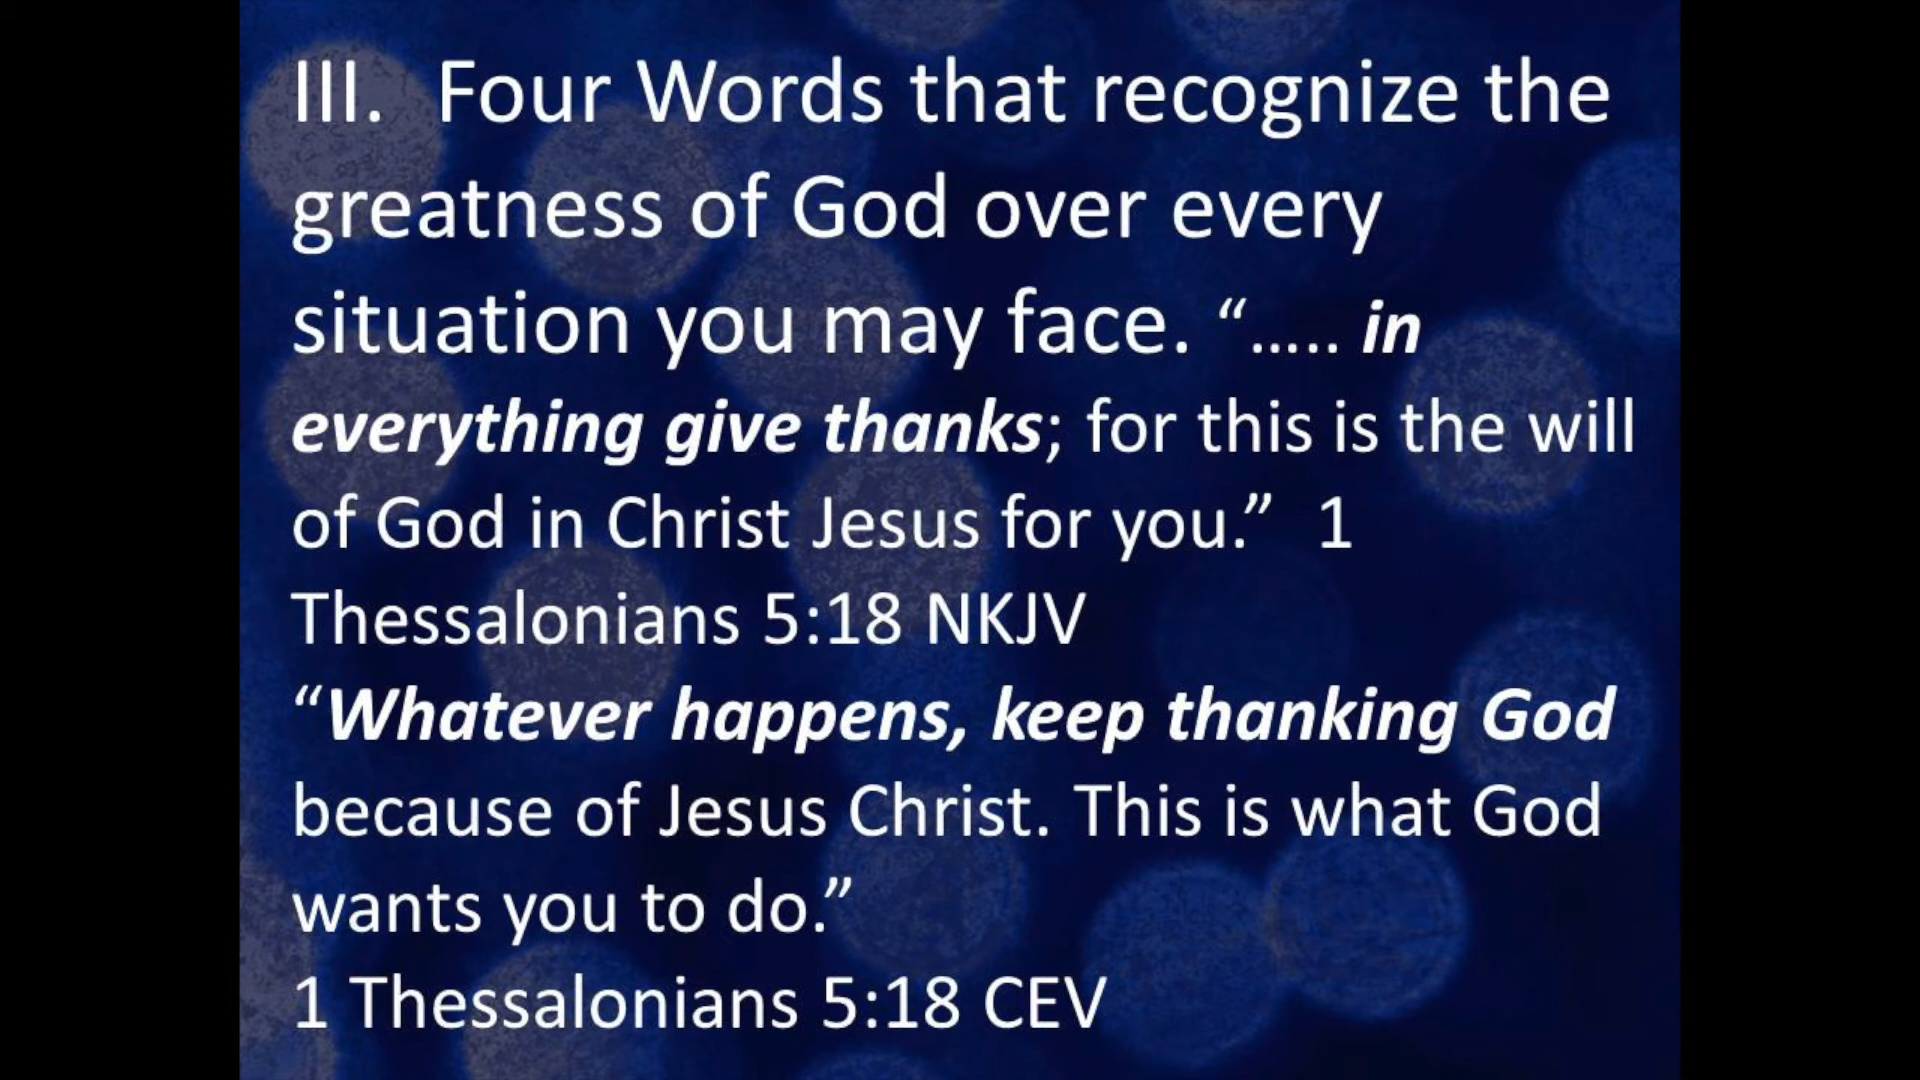 III.  Four Words that recognize the
greatness of God over every
situation you may face. “..... in
everything give thanks; for this is the will
of God in Christ Jesus for you.”  1
Thessalonians 5:18 NKJV
“Whatever happens, keep thanking God
because of Jesus Christ. This is what God
wants you to do.”
1 Thessalonians 5:18 CEV